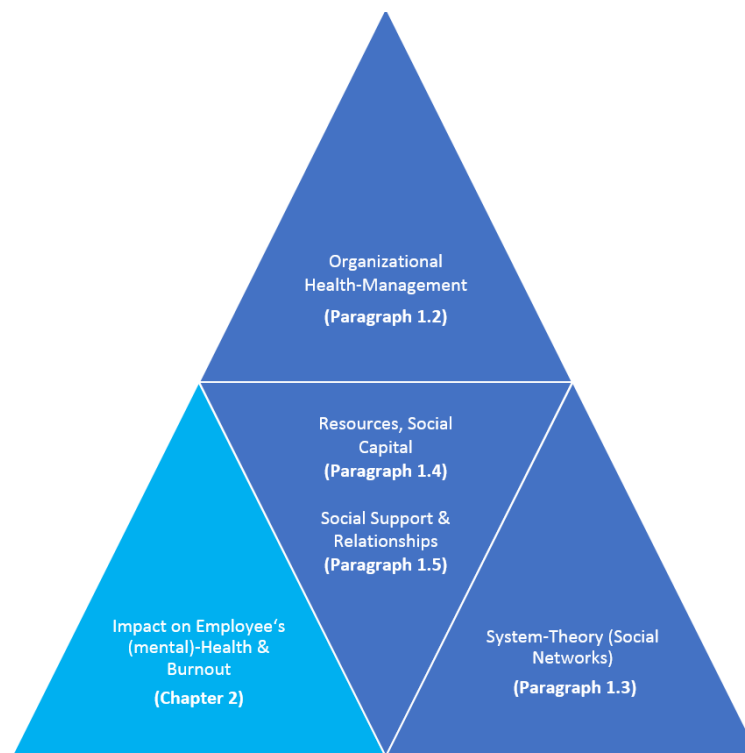 Organizational
Health-Management
(Paragraph 1.2)
Resources, Social
Capital
(Paragraph 1.4)
Social Support &
Relationships
(Paragraph 1.5)
Impact on Employee‘s
(mental)-Health &
Burnout
(Chapter 2)
System-Theory (Social
Networks)
(Paragraph 1.3)